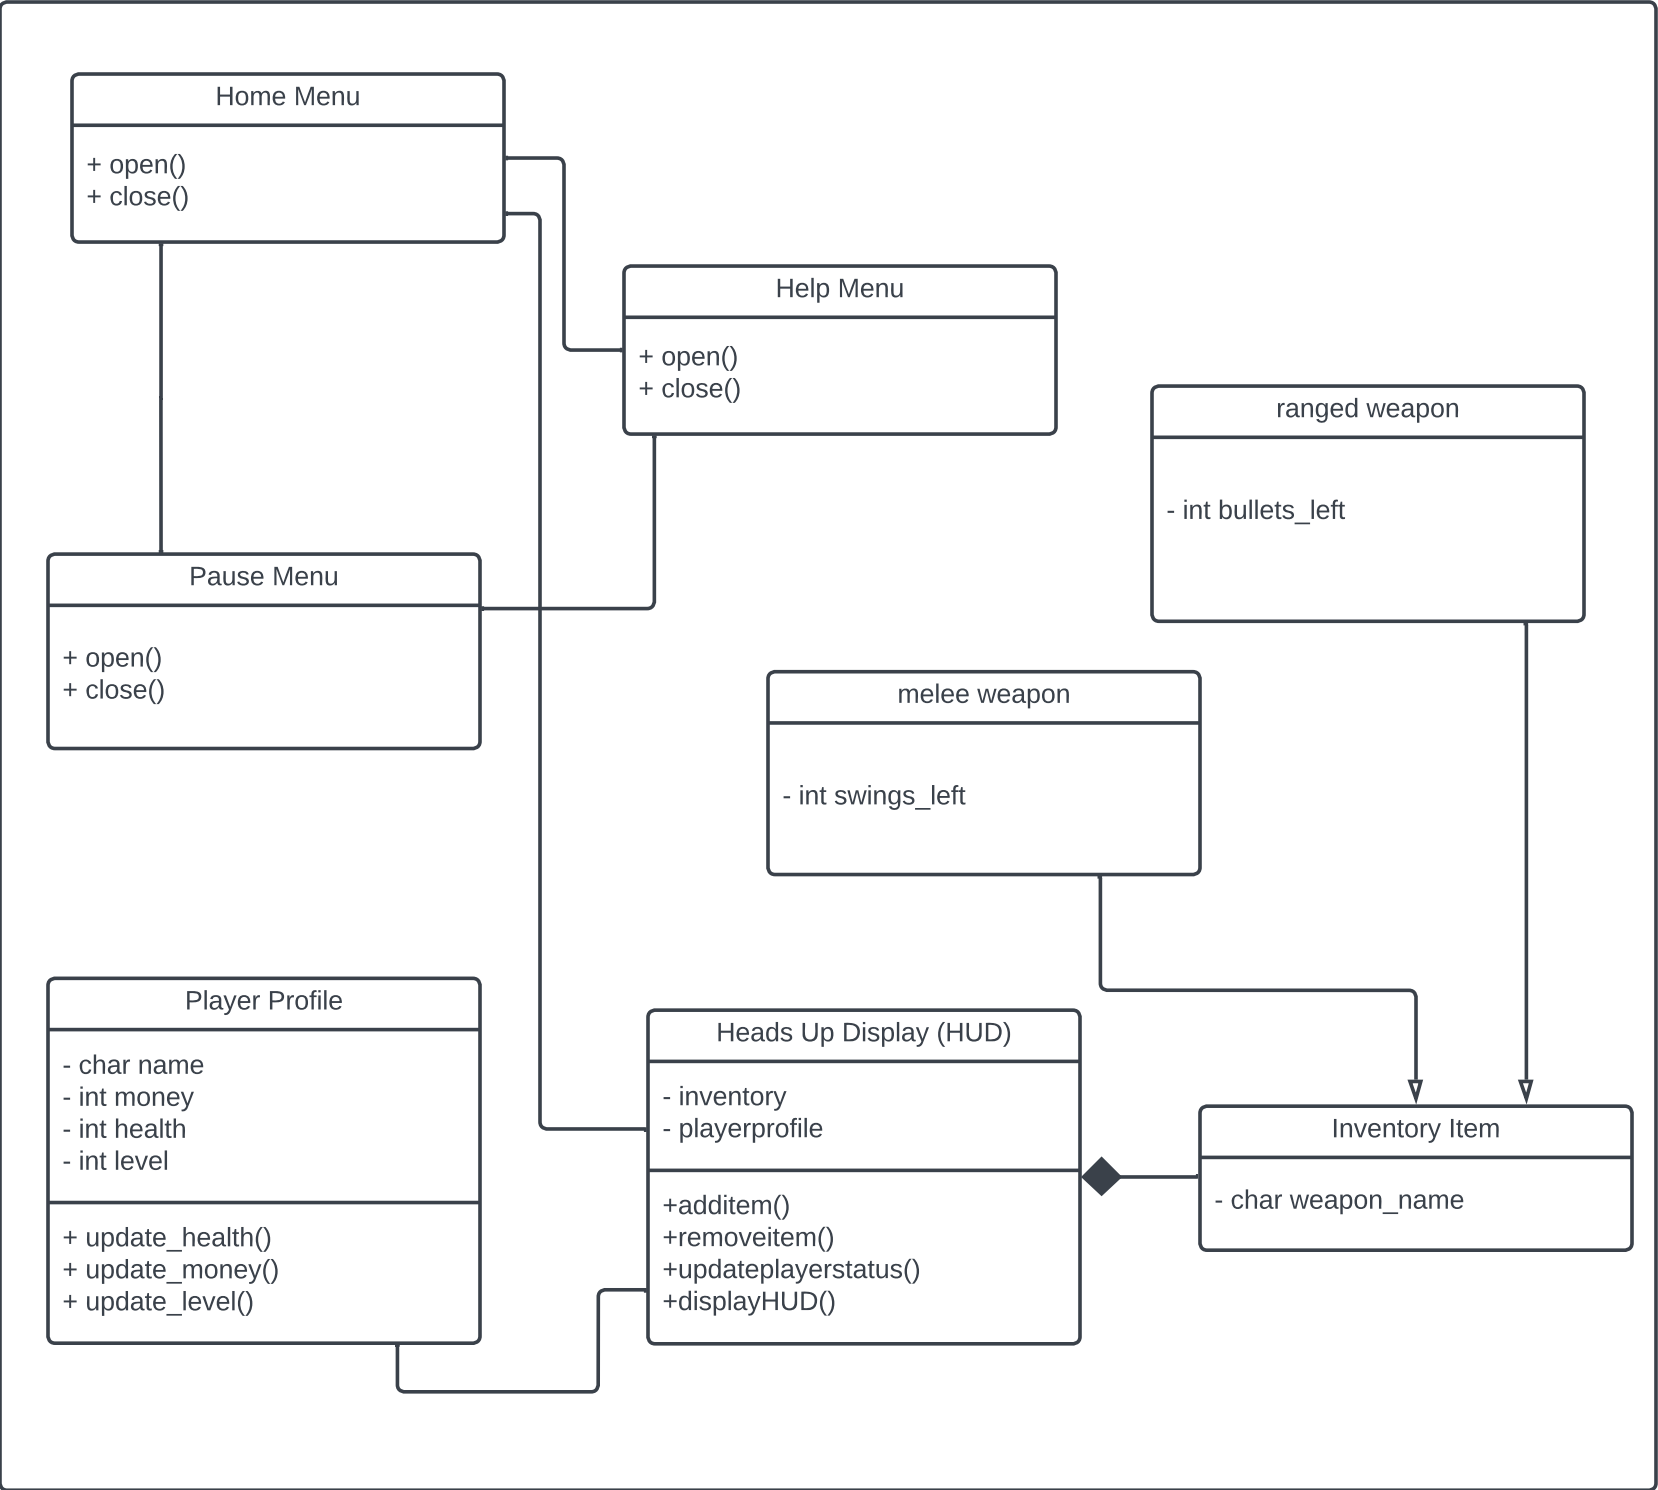 Home Menu
+ open()
+ close()
Help Menu
+ open()
+ close()
ranged weapon
- int bullets_left
Pause Menu
+ open()
+ close()
melee weapon
- int swings_left
Player Profile
- char name
- int money
- int health
- int level
+ update_health()
+ update_money()
+ update_level()
Heads Up Display (HUD)
- inventory
- playerprofile
+additem()
+removeitem()
+updateplayerstatus()
+displayHUD()
Inventory Item
- char weapon_name